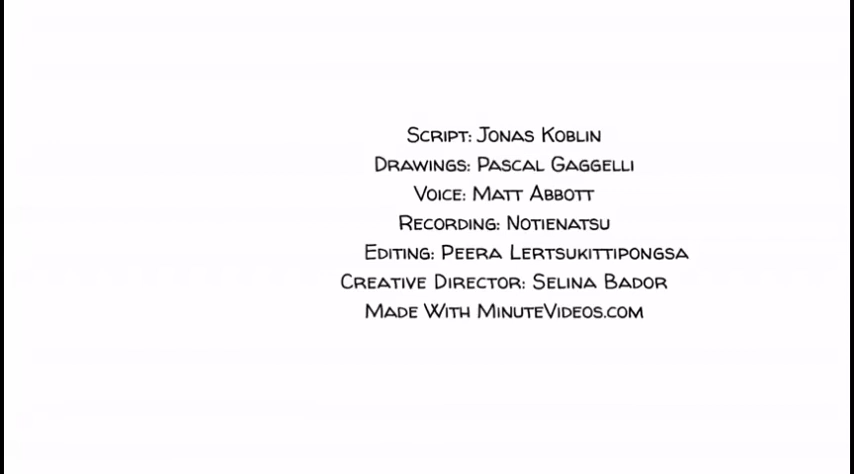 Script: Jonas Koblin
Drawings: Pascal Gaggelli
Voice: Matt Abbott
Recording: Notienatsu
Editing: Peera Lertsukittipongsa
Creative Director: Selina Bador
Made With MinuteVideos.com